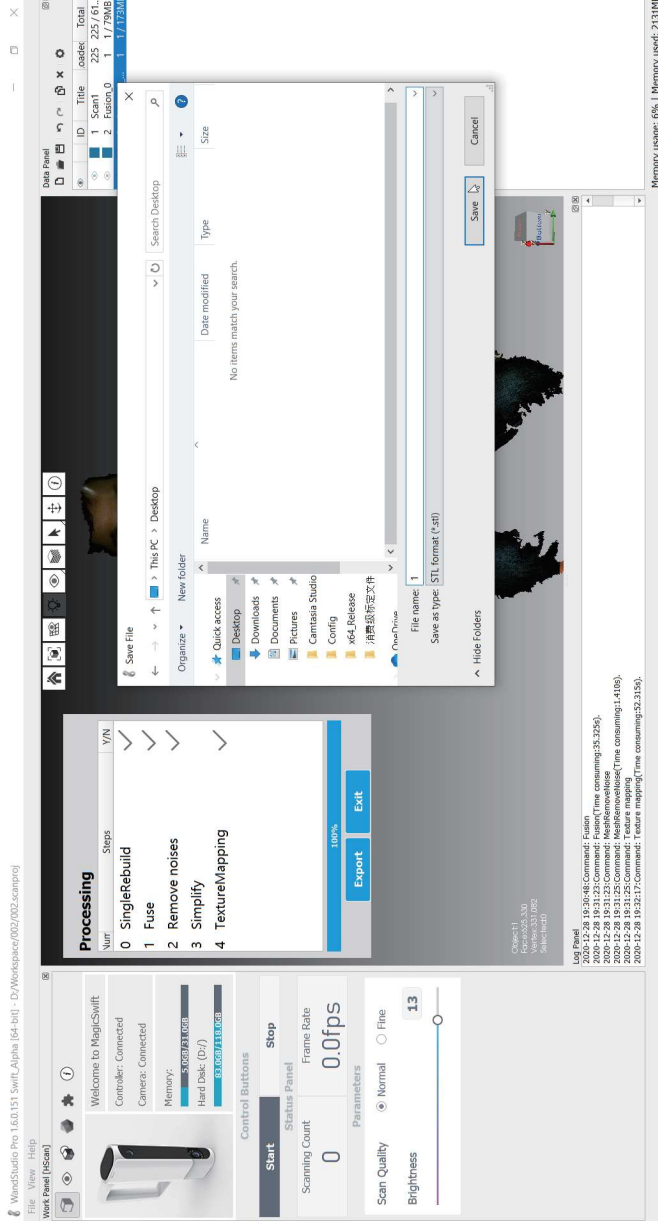 WandStudio Pro 1.6.0.151 Swift_Alpha [64-bit] - D:/Workspace/002/002.scanproj
File View Help
Work Panel [HScan]
Welcome to MagicSwift
Controller: Connected
Camera: Connected
Memory:
5.0GB/31.0GB
Hard Disk: (D:/)
83.0GB/118.0GB
Control Buttons
Start
Stop
Status Panel
Scanning Count
Frame Rate
0
0.0fps
Parameters
Scan Quality
Normal
Fine
Brightness
13
Processing
Num
Steps
Y/N
0 SingleRebuild
1 Fuse
2 Remove noises
3 Simplify
4 TextureMapping
100%
Export
Exit
Object:1
Face:625,330
Vertex:331,082
Selected:0
Log Panel
2020-12-28 19:30:48:Command: Fusion
2020-12-28 19:31:23:Command: Fusion(Time consuming:35.325s).
2020-12-28 19:31:23:Command: MeshRemoveNoise
2020-12-28 19:31:25:Command: MeshRemoveNoise(Time consuming:1.410s).
2020-12-28 19:31:25:Command: Texture mapping
2020-12-28 19:32:17:Command: Texture mapping(Time consuming:52.315s).
Save File
This PC > Desktop
Search Desktop
Organize
New folder
Quick access
Desktop
Downloads
Documents
Pictures
Camtasia Studio
Config
x64_Release
消费级标定文件
OneDrive
Name
Date modified
Type
Size
No items match your search.
File name: 1
Save as type: STL format (*.stl)
Hide Folders
Save
Cancel
Bottom
Data Panel
ID Title Loaded Total
1 Scan1 225 225 / 61...
2 Fusion_0 1 1 / 79MB
1 1 / 173MB
Memory usage: 6% | Memory used: 2131MB